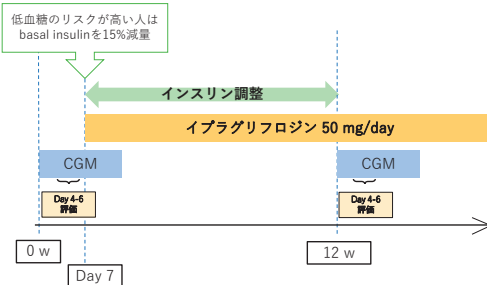 低血糖のリスクが高い人は
basal insulinを15%減量
インスリン調整
イプラグリフロジン 50 mg/day
CGM
CGM
Day 4-6
評価
Day 4-6
評価
0 w
12 w
Day 7